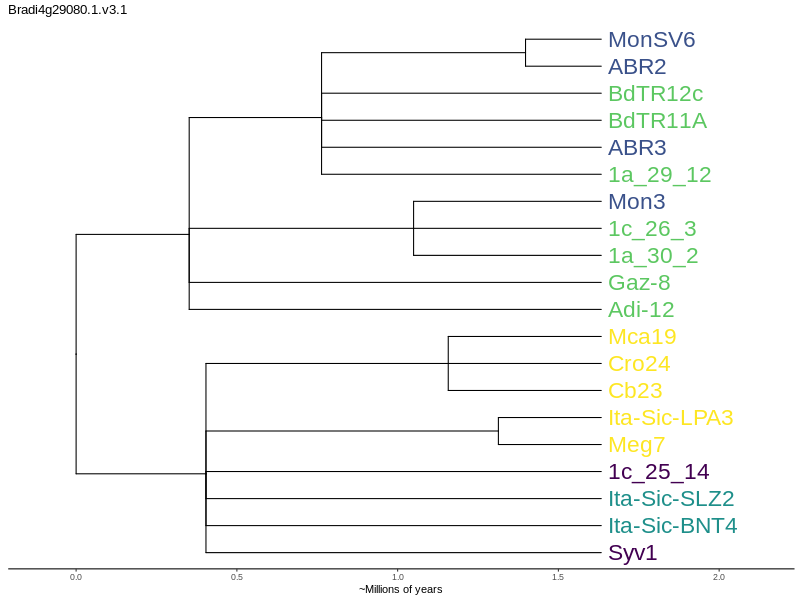 Bradi4g29080.1.v3.1
MonSV6
ABR2
BdTR12c
BdTR11A
ABR3
1a_29_12
Mon3
1c_26_3
1a_30_2
Gaz-8
Adi-12
Mca19
Cro24
Cb23
Ita-Sic-LPA3
Meg7
1c_25_14
Ita-Sic-SLZ2
Ita-Sic-BNT4
Syv1
0.0 0.5 1.0 1.5 2.0
~Millions of years